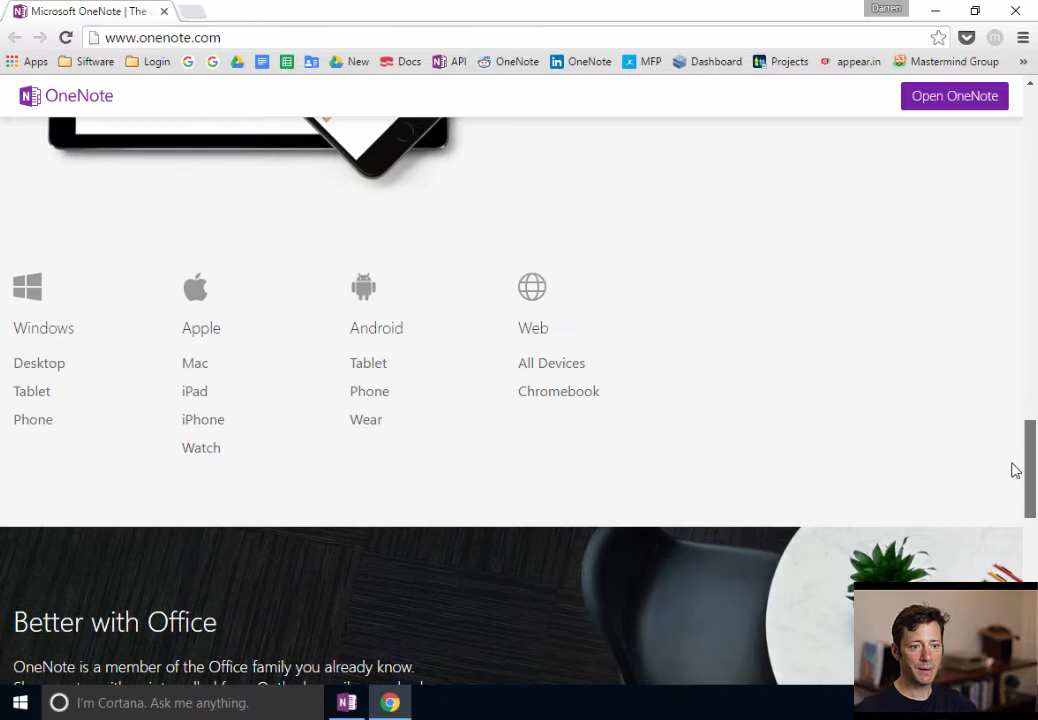 Microsoft OneNote | The
Darren
www.onenote.com
Apps Siftware Login New Docs API OneNote OneNote MFP Dashboard Projects appear.in Mastermind Group »
OneNote
Open OneNote
Windows Apple Android Web
Desktop Mac Tablet All Devices
Tablet iPad Phone Chromebook
Phone iPhone Wear
Watch
Better with Office
OneNote is a member of the Office family you already know.
I'm Cortana. Ask me anything.